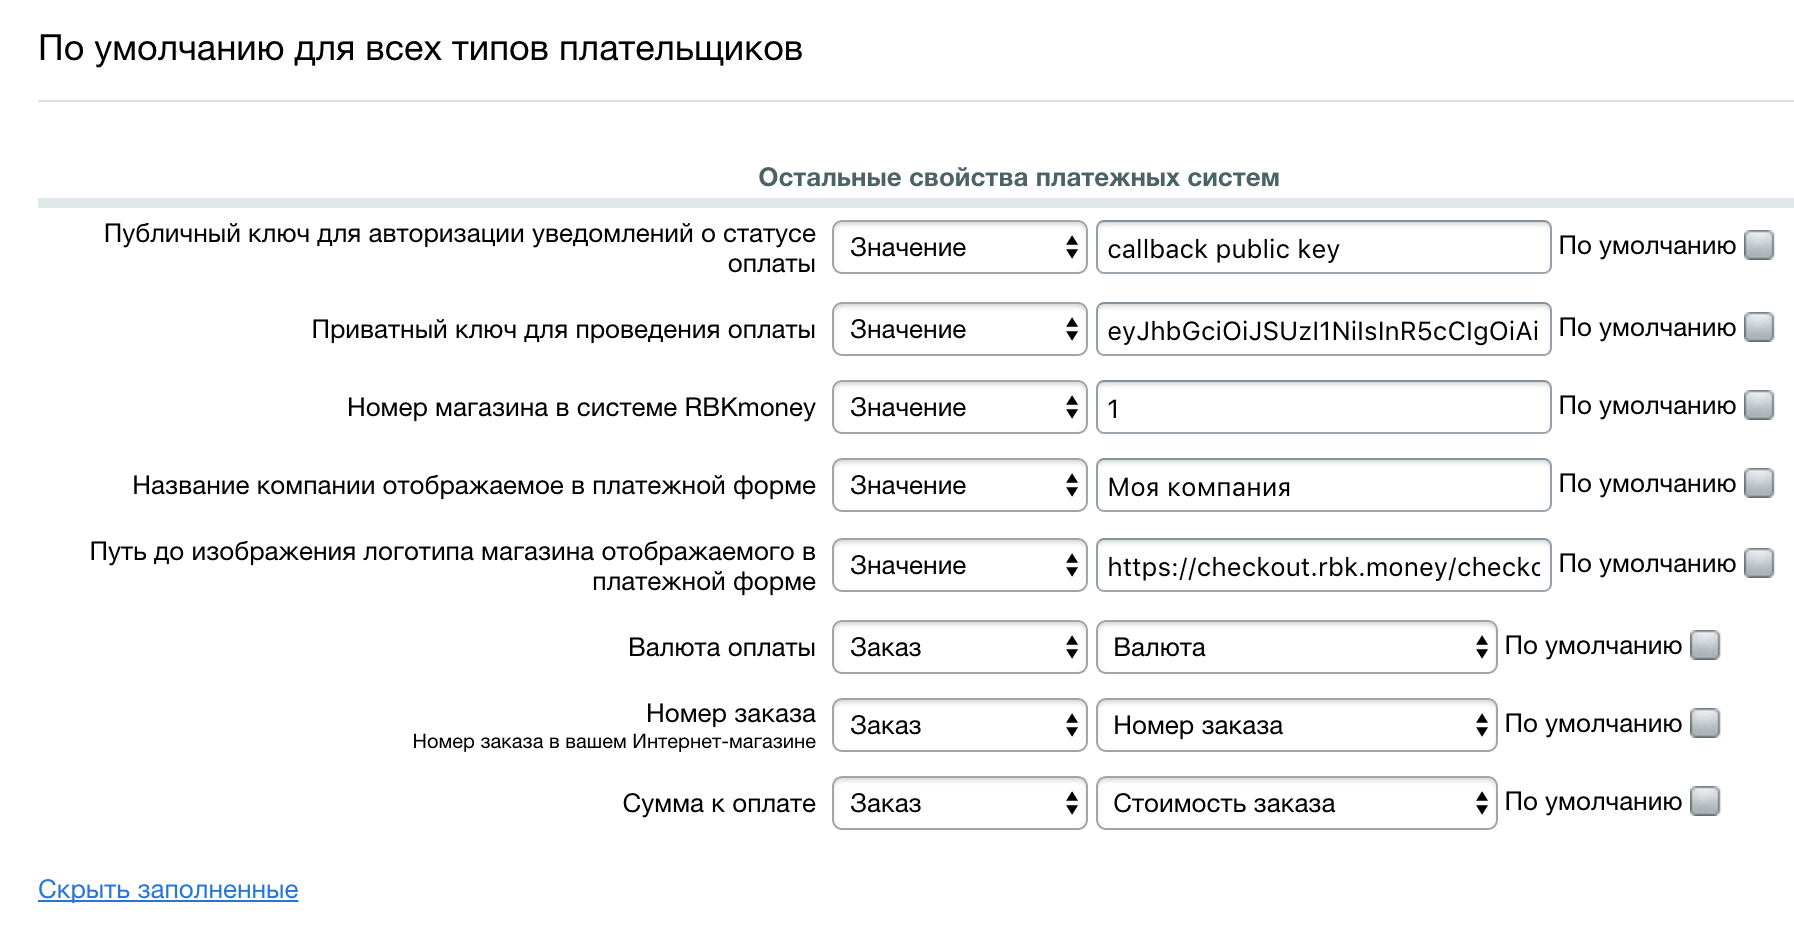 По умолчанию для всех типов плательщиков
Остальные свойства платежных систем
Публичный ключ для авторизации уведомлений о статусе
оплаты
Значение
callback public key
По умолчанию
Приватный ключ для проведения оплаты
Значение
eyJhbGciOiJSUzI1NiIsInR5cCIgOiAi
По умолчанию
Номер магазина в системе RBKmoney
Значение
1
По умолчанию
Название компании отображаемое в платежной форме
Значение
Моя компания
По умолчанию
Путь до изображения логотипа магазина отображаемого в
платежной форме
Значение
https://checkout.rbk.money/checkc
По умолчанию
Валюта оплаты
Заказ
Валюта
По умолчанию
Номер заказа
Номер заказа в вашем Интернет-магазине
Заказ
Номер заказа
По умолчанию
Сумма к оплате
Заказ
Стоимость заказа
По умолчанию
Скрыть заполненные